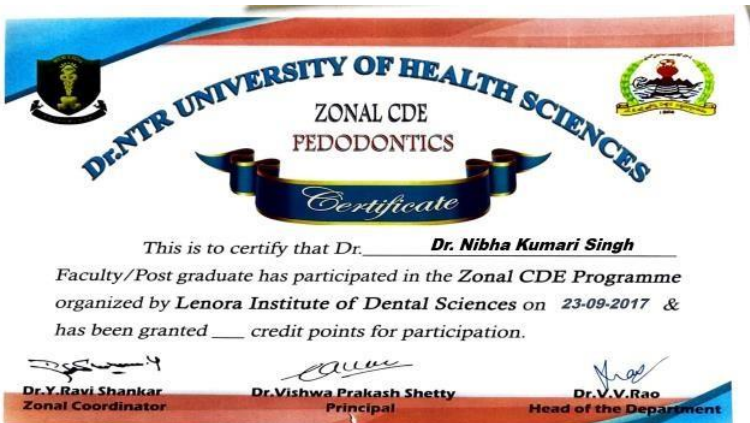 Dr.NTR UNIVERSITY OF HEALTH SCIENCES
ZONAL CDE
PEDODONTICS
Certificate
This is to certify that Dr. Dr. Nibha Kumari Singh
Faculty/Post graduate has participated in the Zonal CDE Programme
organized by Lenora Institute of Dental Sciences on 23-09-2017 &
has been granted ___ credit points for participation.
Dr.Y.Ravi Shankar
Zonal Coordinator
Dr.Vishwa Prakash Shetty
Principal
Dr.V.V.Rao
Head of the Department